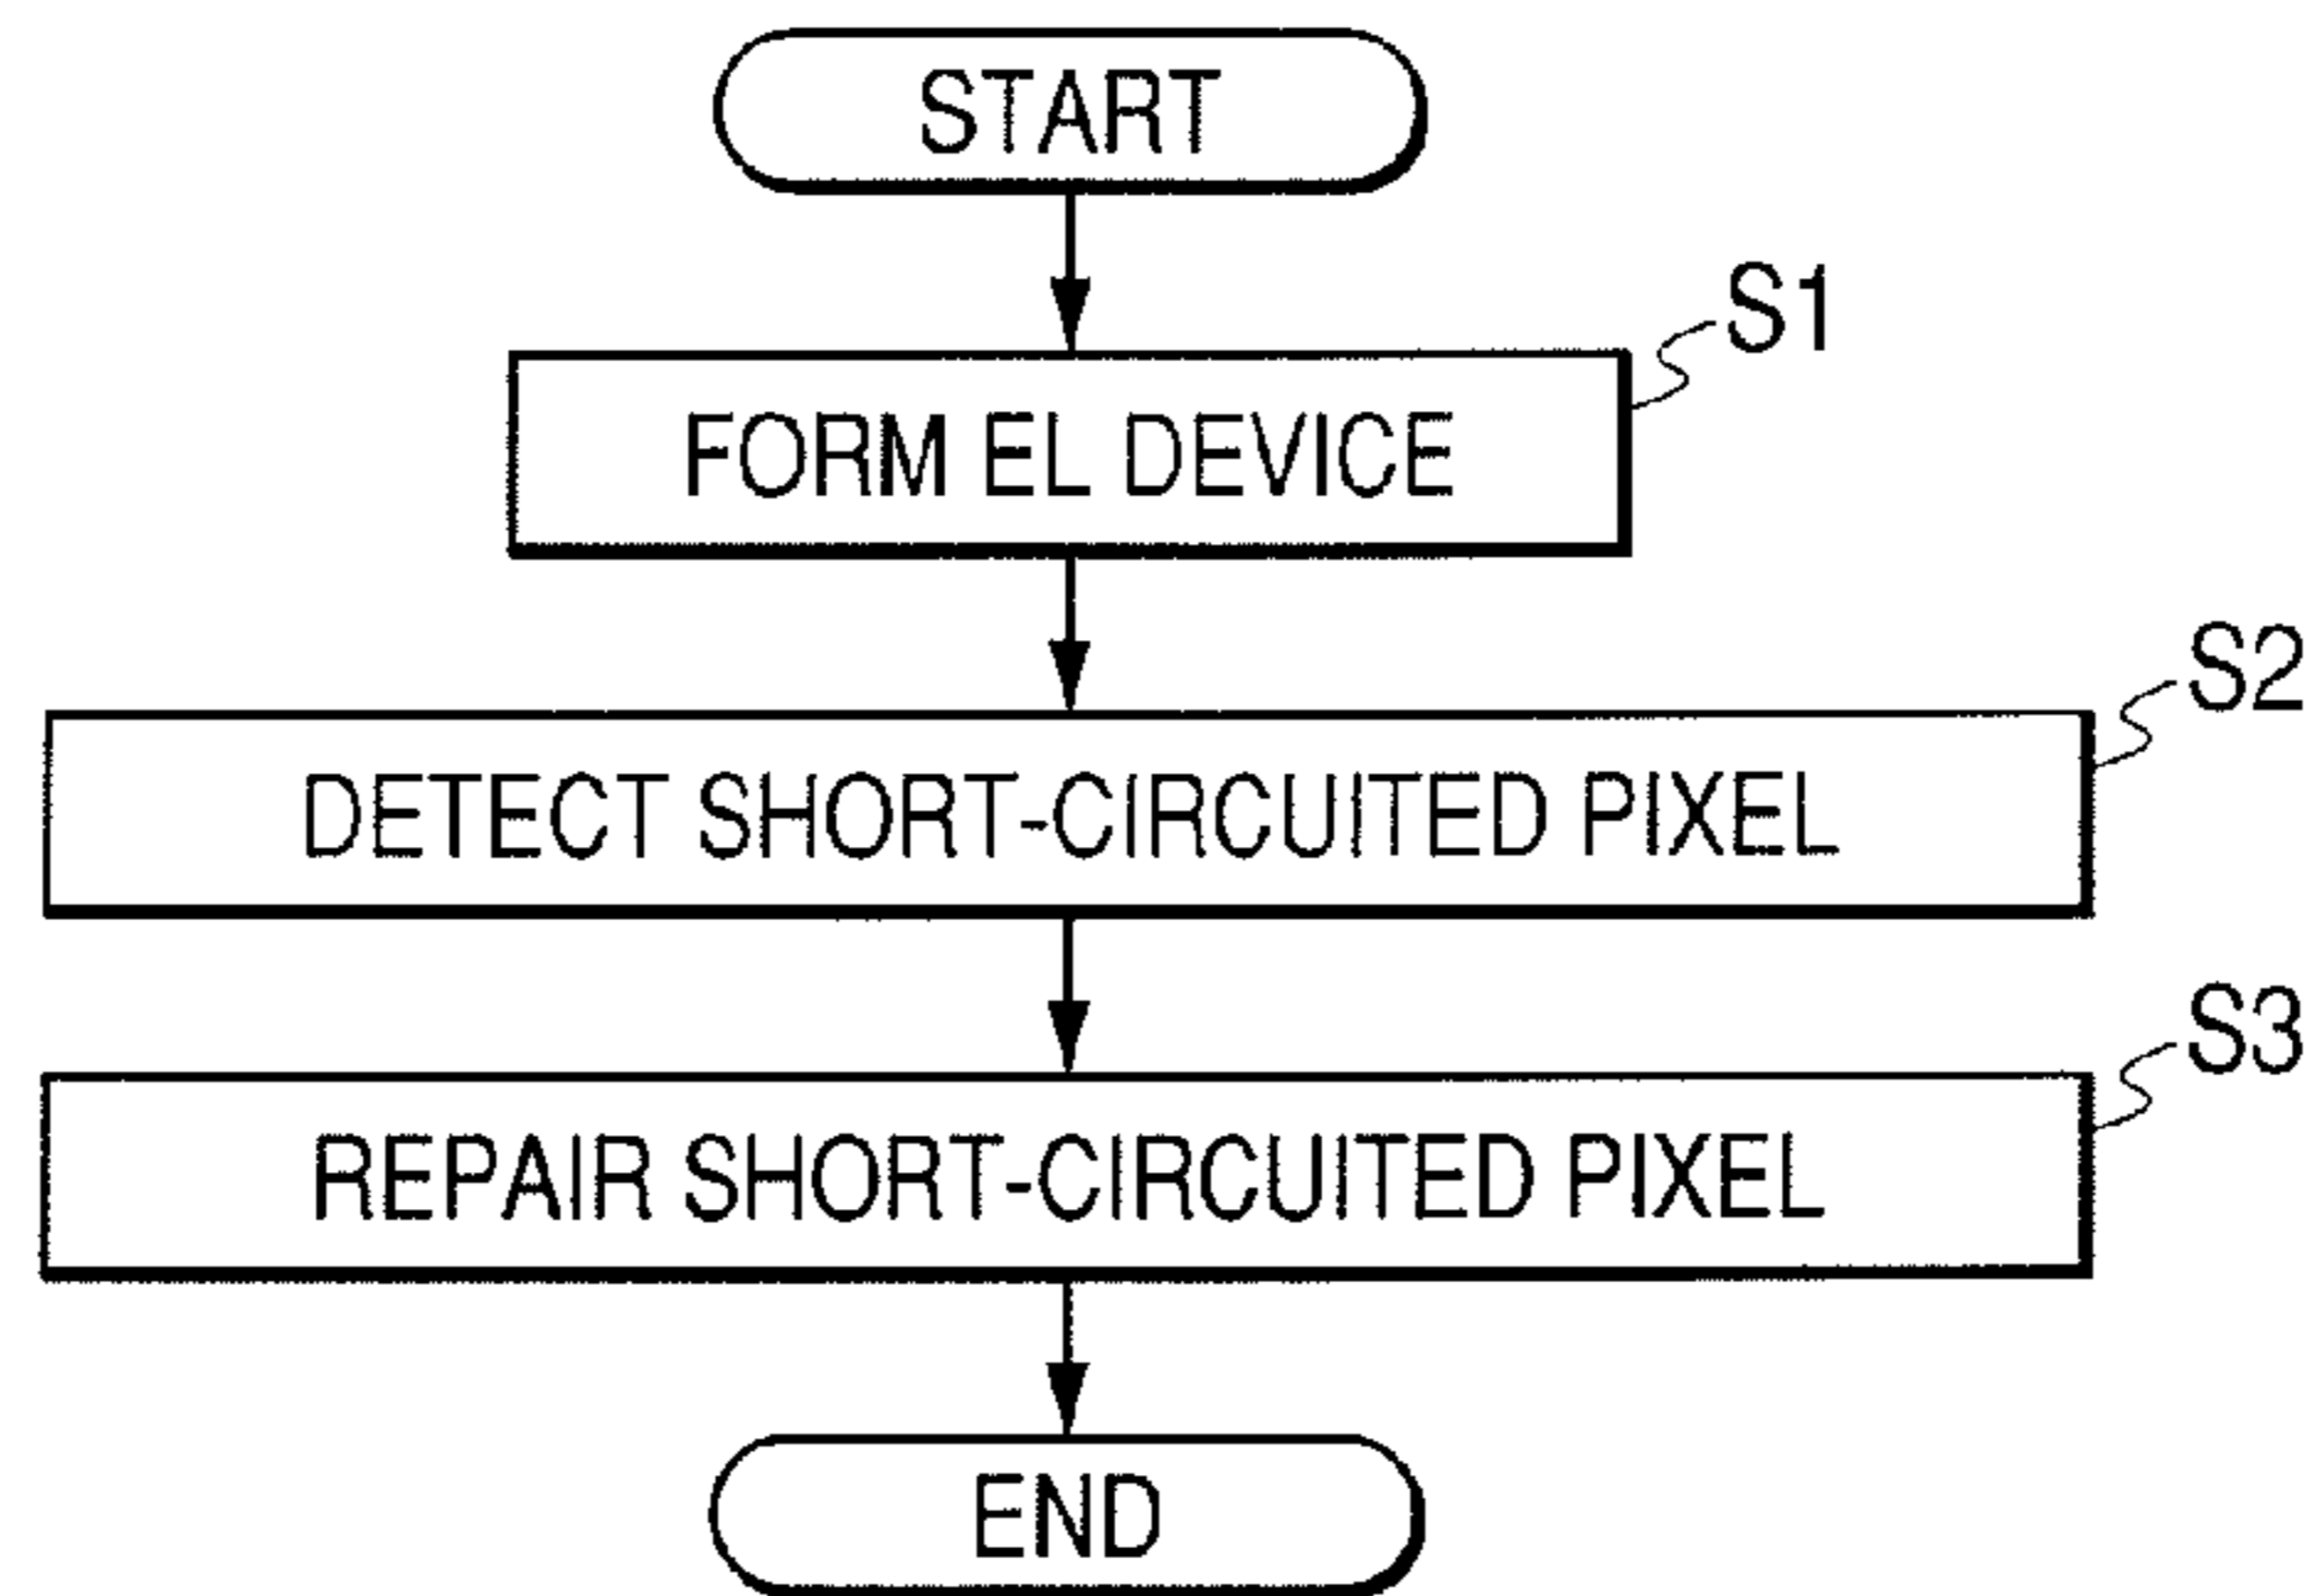 START
S1
FORM EL DEVICE
S2
DETECT SHORT-CIRCUITED PIXEL
S3
REPAIR SHORT-CIRCUITED PIXEL
END